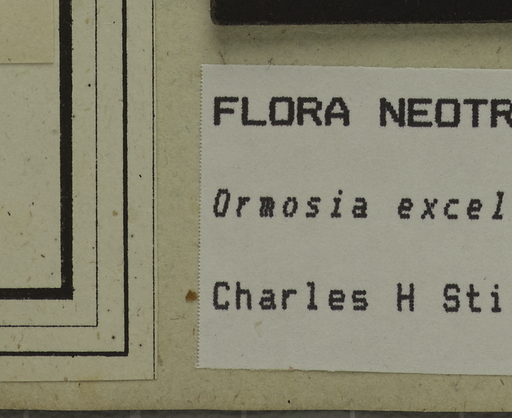 FLORA NEOTR
Ormosia excel
Charles H Sti